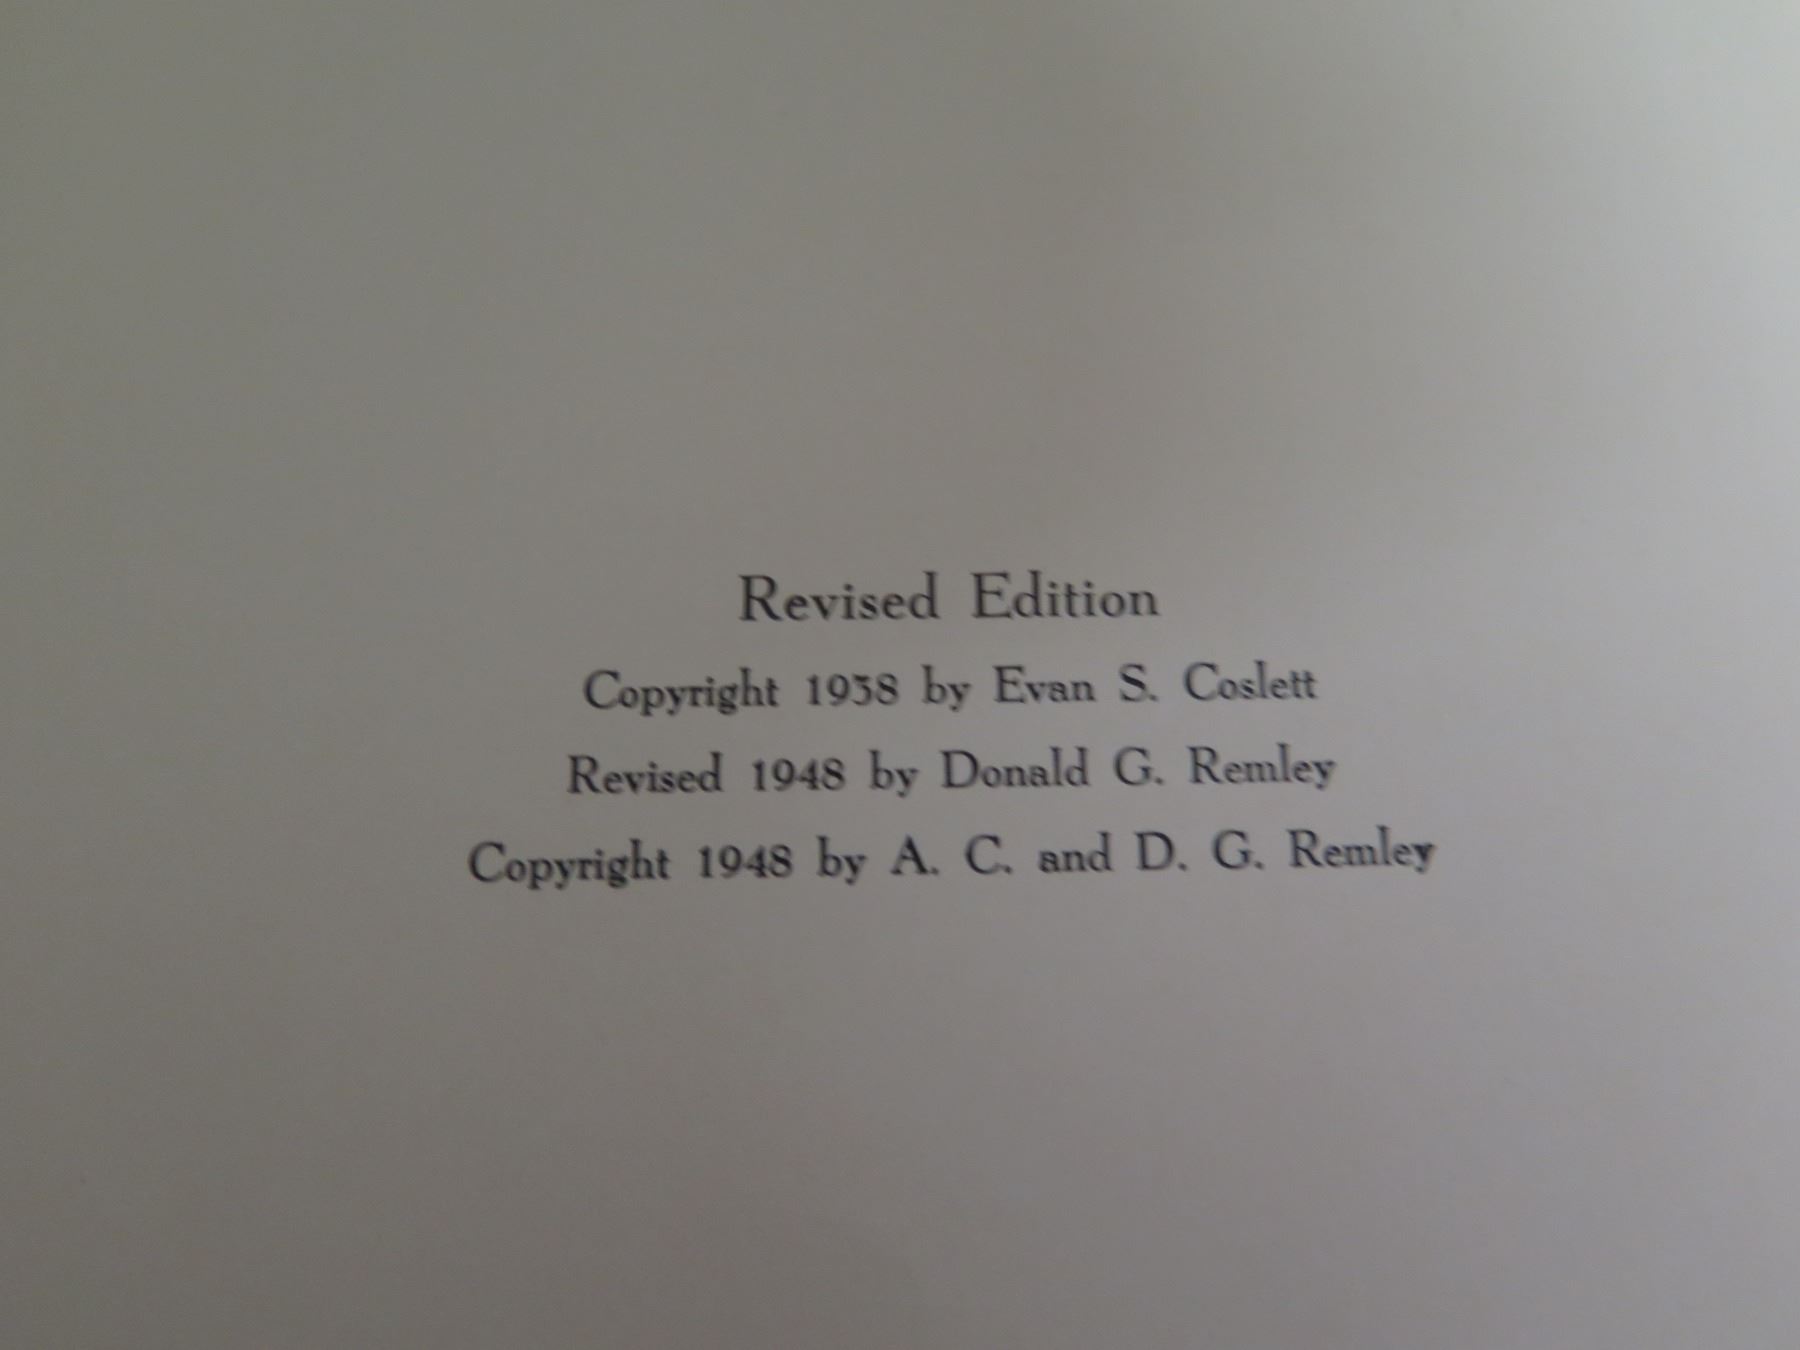 Revised Edition
Copyright 1938 by Evan S. Coslett
Revised 1948 by Donald G. Remley
Copyright 1948 by A. C. and D. G. Remley